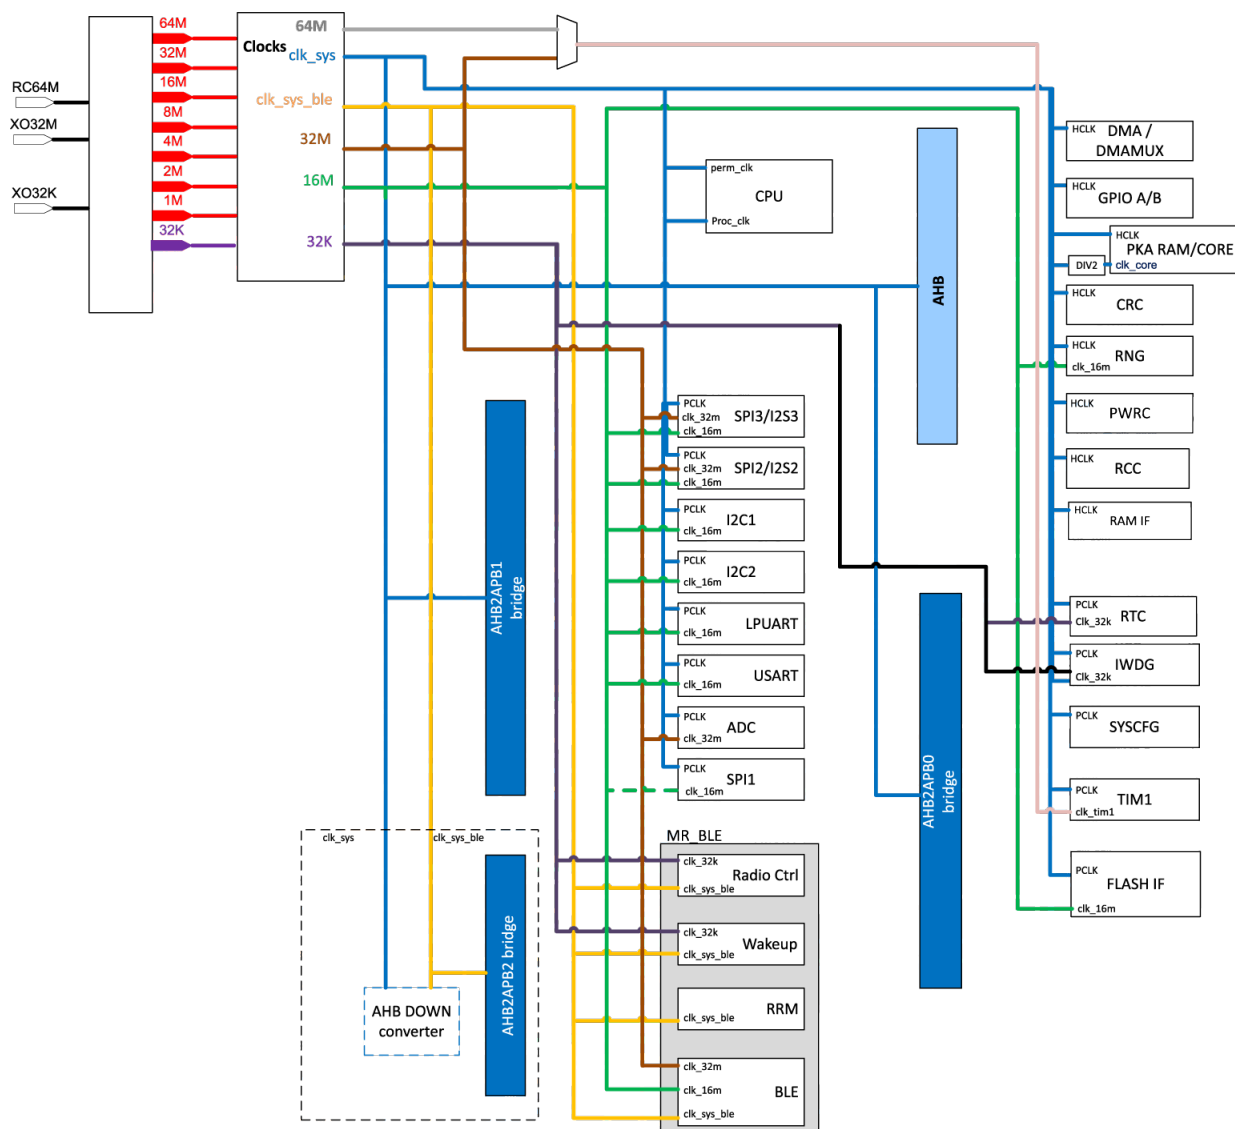 RC64M
XO32M
XO32K
64M
32M
16M
8M
4M
2M
1M
32K
Clocks
64M
clk_sys
clk_sys_ble
32M
16M
32K
perm_clk
CPU
Proc_clk
AHB
HCLK
DMA /
DMAMUX
HCLK
GPIO A/B
HCLK
PKA RAM/CORE
DIV2
clk_core
HCLK
CRC
HCLK
RNG
clk_16m
HCLK
PWRC
HCLK
RCC
HCLK
RAM IF
PCLK
RTC
Clk_32k
PCLK
IWDG
Clk_32k
PCLK
SYSCFG
PCLK
TIM1
clk_tim1
PCLK
FLASH IF
clk_16m
AHB2APB1
bridge
PCLK
SPI3/I2S3
clk_32m
clk_16m
PCLK
SPI2/I2S2
clk_32m
clk_16m
PCLK
I2C1
clk_16m
PCLK
I2C2
clk_16m
PCLK
LPUART
clk_16m
PCLK
USART
clk_16m
PCLK
ADC
clk_32m
PCLK
SPI1
clk_16m
AHB2APB0
bridge
clk_sys
clk_sys_ble
AHB2APB2 bridge
AHB DOWN
converter
MR_BLE
clk_32k
Radio Ctrl
clk_sys_ble
clk_32k
Wakeup
clk_sys_ble
RRM
clk_sys_ble
clk_32m
clk_16m
BLE
clk_sys_ble